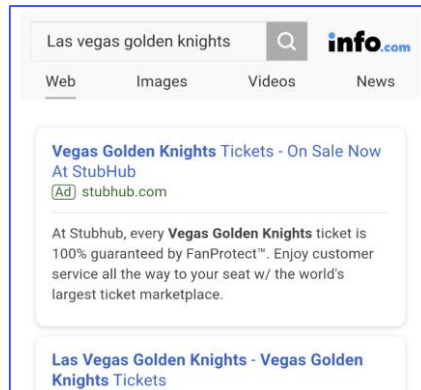 Las vegas golden knights
info.com
Web Images Videos News
Vegas Golden Knights Tickets - On Sale Now
At StubHub
Ad stubhub.com
At Stubhub, every Vegas Golden Knights ticket is
100% guaranteed by FanProtect™. Enjoy customer
service all the way to your seat w/ the world's
largest ticket marketplace.
Las Vegas Golden Knights - Vegas Golden
Knights Tickets